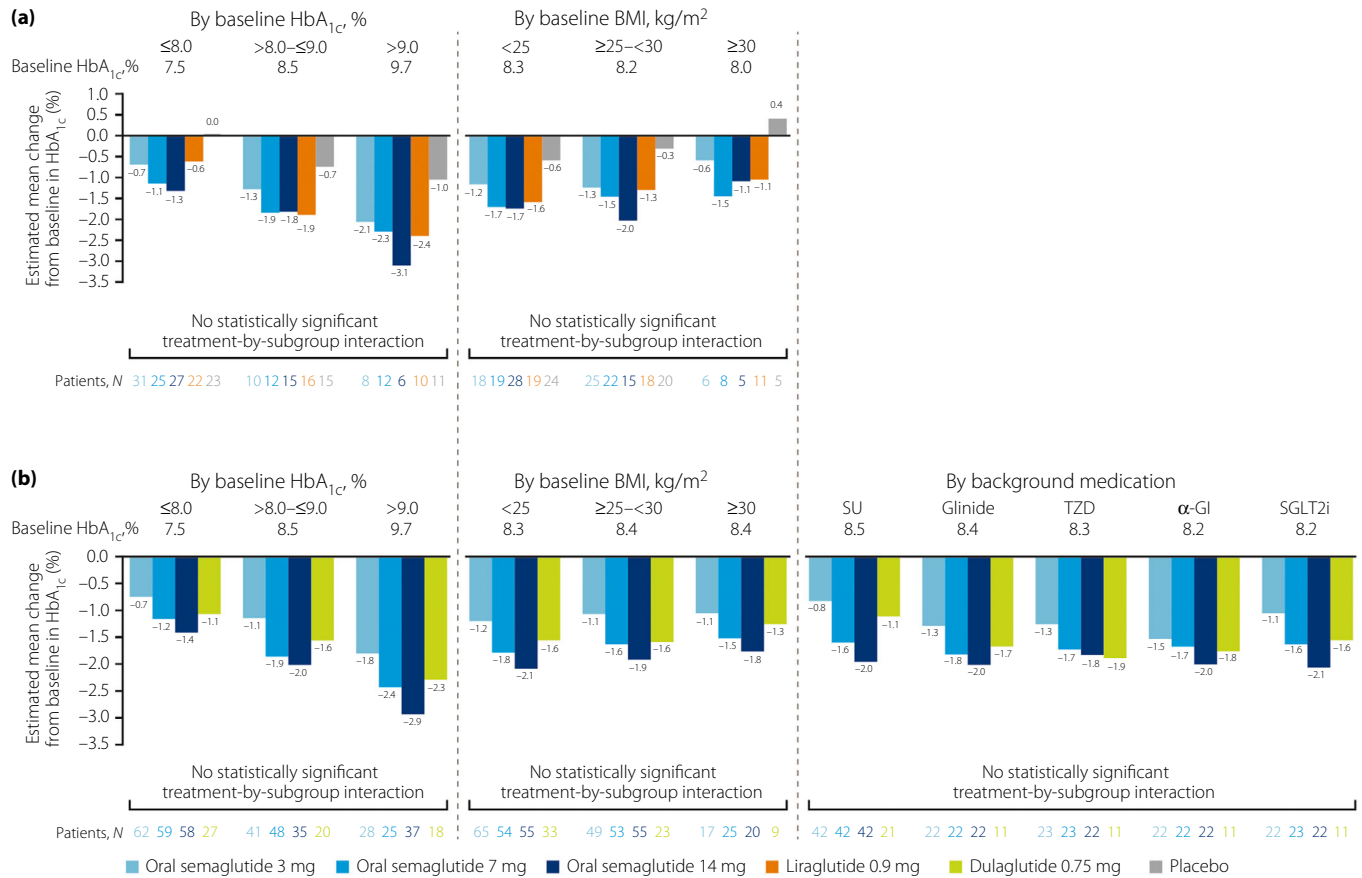 (a)
By baseline HbA1c, %
By baseline BMI, kg/m2
≤8.0 >8.0–≤9.0 >9.0 <25 ≥25–<30 ≥30
Baseline HbA1c,% 7.5 8.5 9.7 8.3 8.2 8.0
Estimated mean change
from baseline in HbA1c (%)
1.0
0.5
0.0
−0.5
−1.0
−1.5
−2.0
−2.5
−3.0
−3.5
−0.7 −1.1 −1.3 −0.6 0.0
−1.3 −1.9 −1.8 −1.9 −0.7
−2.1 −2.3 −3.1 −2.4 −1.0
−1.2 −1.7 −1.7 −1.6 −0.6
−1.3 −1.5 −2.0 −1.3 −0.3
−0.6 −1.5 −1.1 −1.1 0.4
No statistically significant
treatment-by-subgroup interaction
No statistically significant
treatment-by-subgroup interaction
Patients, N 31 25 27 22 23 10 12 15 16 15 8 12 6 10 11 18 19 28 19 24 25 22 15 18 20 6 8 5 11 5
(b)
By baseline HbA1c, %
By baseline BMI, kg/m2
By background medication
≤8.0 >8.0–≤9.0 >9.0 <25 ≥25–<30 ≥30 SU Glinide TZD α-GI SGLT2i
Baseline HbA1c,% 7.5 8.5 9.7 8.3 8.4 8.4 8.5 8.4 8.3 8.2 8.2
Estimated mean change
from baseline in HbA1c (%)
0.0
−0.5
−1.0
−1.5
−2.0
−2.5
−3.0
−3.5
−0.7 −1.2 −1.4 −1.1
−1.1 −1.9 −2.0 −1.6
−1.8 −2.4 −2.9 −2.3
−1.2 −1.8 −2.1 −1.6
−1.1 −1.6 −1.9 −1.6
−1.1 −1.5 −1.8 −1.3
−0.8 −1.6 −2.0 −1.1
−1.3 −1.8 −2.0 −1.7
−1.3 −1.7 −1.8 −1.9
−1.5 −1.7 −2.0 −1.8
−1.1 −1.6 −2.1 −1.6
No statistically significant
treatment-by-subgroup interaction
No statistically significant
treatment-by-subgroup interaction
No statistically significant
treatment-by-subgroup interaction
Patients, N 62 59 58 27 41 48 35 20 28 25 37 18 65 54 55 33 49 53 55 23 17 25 20 9 42 42 42 21 22 22 22 11 23 23 22 11 22 22 22 11 22 23 22 11
Oral semaglutide 3 mg Oral semaglutide 7 mg Oral semaglutide 14 mg Liraglutide 0.9 mg Dulaglutide 0.75 mg Placebo